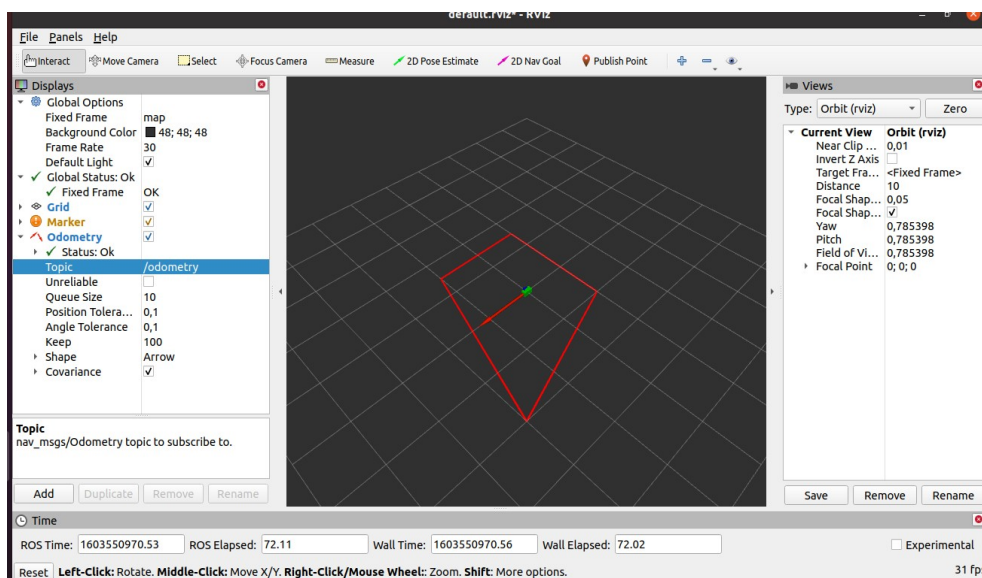 default.rviz* - RViz
File Panels Help
Interact Move Camera Select Focus Camera Measure 2D Pose Estimate 2D Nav Goal Publish Point
Displays
Global Options
Fixed Frame map
Background Color 48; 48; 48
Frame Rate 30
Default Light
Global Status: Ok
Fixed Frame OK
Grid
Marker
Odometry
Status: Ok
Topic /odometry
Unreliable
Queue Size 10
Position Tolera... 0,1
Angle Tolerance 0,1
Keep 100
Shape Arrow
Covariance
Topic
nav_msgs/Odometry topic to subscribe to.
Add Duplicate Remove Rename
Views
Type: Orbit (rviz) Zero
Current View Orbit (rviz)
Near Clip ... 0,01
Invert Z Axis
Target Fra... <Fixed Frame>
Distance 10
Focal Shap... 0,05
Focal Shap...
Yaw 0,785398
Pitch 0,785398
Field of Vi... 0,785398
Focal Point 0; 0; 0
Save Remove Rename
Time
ROS Time: 1603550970.53 ROS Elapsed: 72.11 Wall Time: 1603550970.56 Wall Elapsed: 72.02 Experimental
Reset Left-Click: Rotate. Middle-Click: Move X/Y. Right-Click/Mouse Wheel:: Zoom. Shift: More options. 31 fps